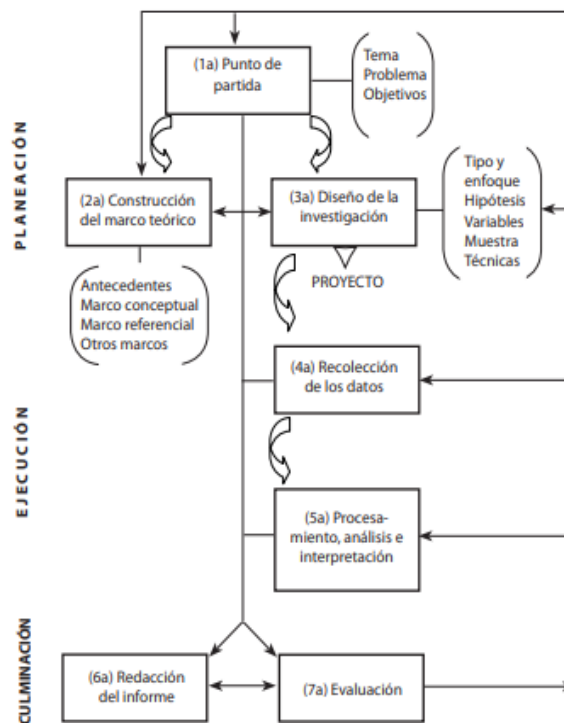 (1a) Punto de
partida
Tema
Problema
Objetivos
PLANEACIÓN
(2a) Construcción
del marco teórico
(3a) Diseño de la
investigación
Tipo y
enfoque
Hipótesis
Variables
Muestra
Técnicas
Antecedentes
Marco conceptual
Marco referencial
Otros marcos
PROYECTO
EJECUCIÓN
(4a) Recolección
de los datos
(5a) Procesa-
miento, análisis e
interpretación
CULMINACIÓN
(6a) Redacción
del informe
(7a) Evaluación